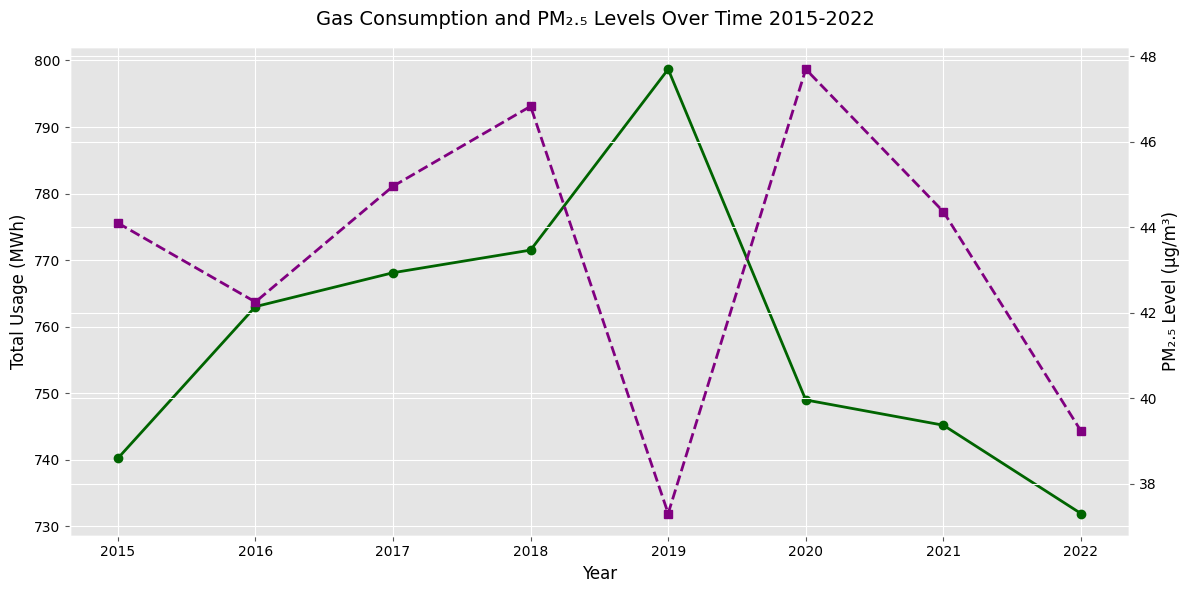 Gas Consumption and PM₂.₅ Levels Over Time 2015-2022
Total Usage (MWh)
800
790
780
770
760
750
740
730
48
46
44
42
40
38
PM₂.₅ Level (μg/m³)
2015 2016 2017 2018 2019 2020 2021 2022
Year